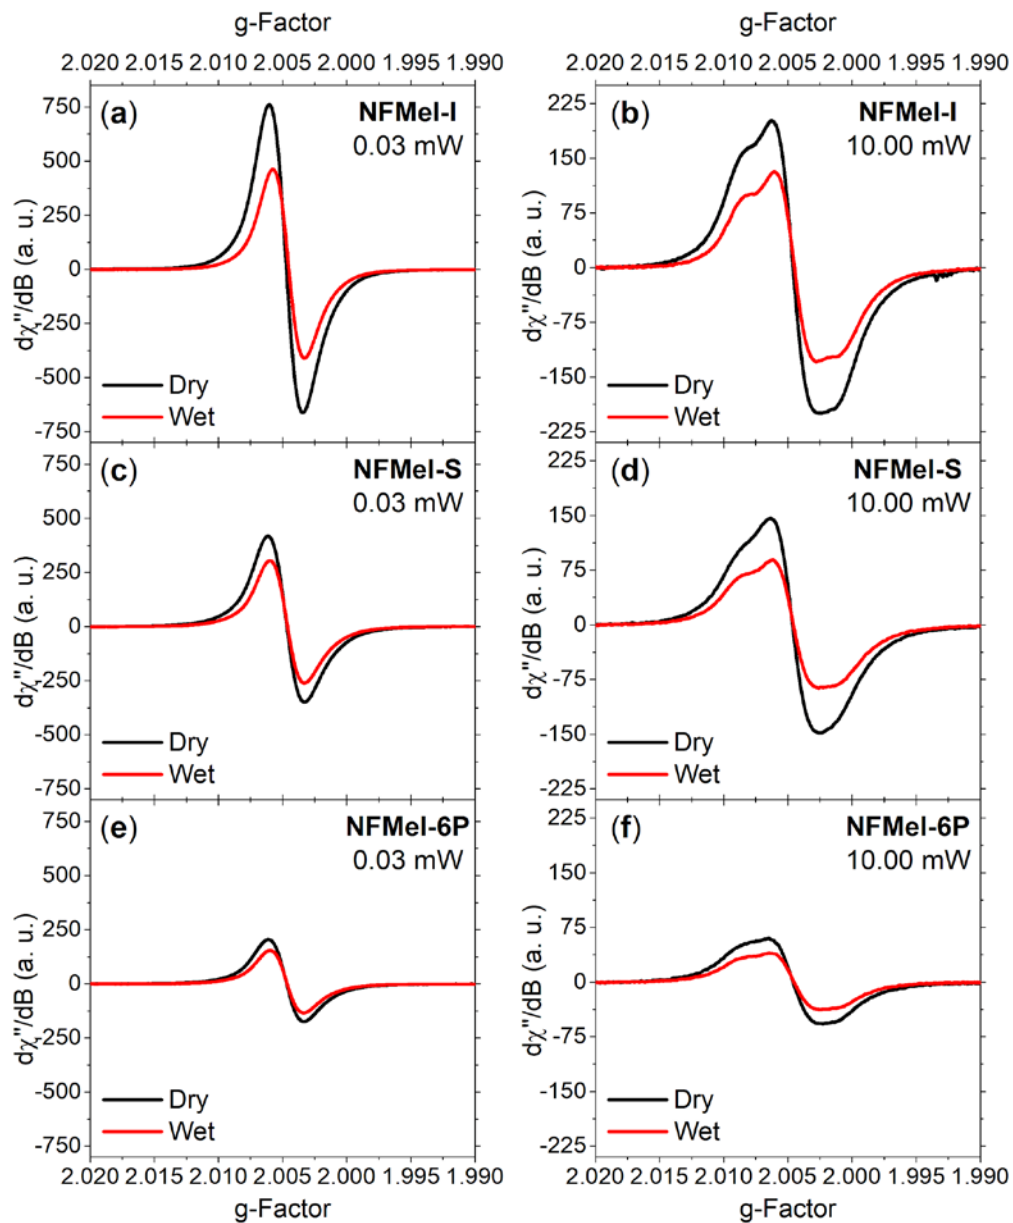 g-Factor g-Factor
2.020 2.015 2.010 2.005 2.000 1.995 1.990 2.020 2.015 2.010 2.005 2.000 1.995 1.990
(a) NFMel-I
0.03 mW
750
500
250
0
-250
-500
-750
dχ''/dB (a. u.)
Dry
Wet
(b) NFMel-I
10.00 mW
225
150
75
0
-75
-150
-225
dχ''/dB (a. u.)
Dry
Wet
(c) NFMel-S
0.03 mW
750
500
250
0
-250
-500
-750
dχ''/dB (a. u.)
Dry
Wet
(d) NFMel-S
10.00 mW
225
150
75
0
-75
-150
-225
dχ''/dB (a. u.)
Dry
Wet
(e) NFMel-6P
0.03 mW
750
500
250
0
-250
-500
-750
dχ''/dB (a. u.)
Dry
Wet
(f) NFMel-6P
10.00 mW
225
150
75
0
-75
-150
-225
dχ''/dB (a. u.)
Dry
Wet
2.020 2.015 2.010 2.005 2.000 1.995 1.990 2.020 2.015 2.010 2.005 2.000 1.995 1.990
g-Factor g-Factor